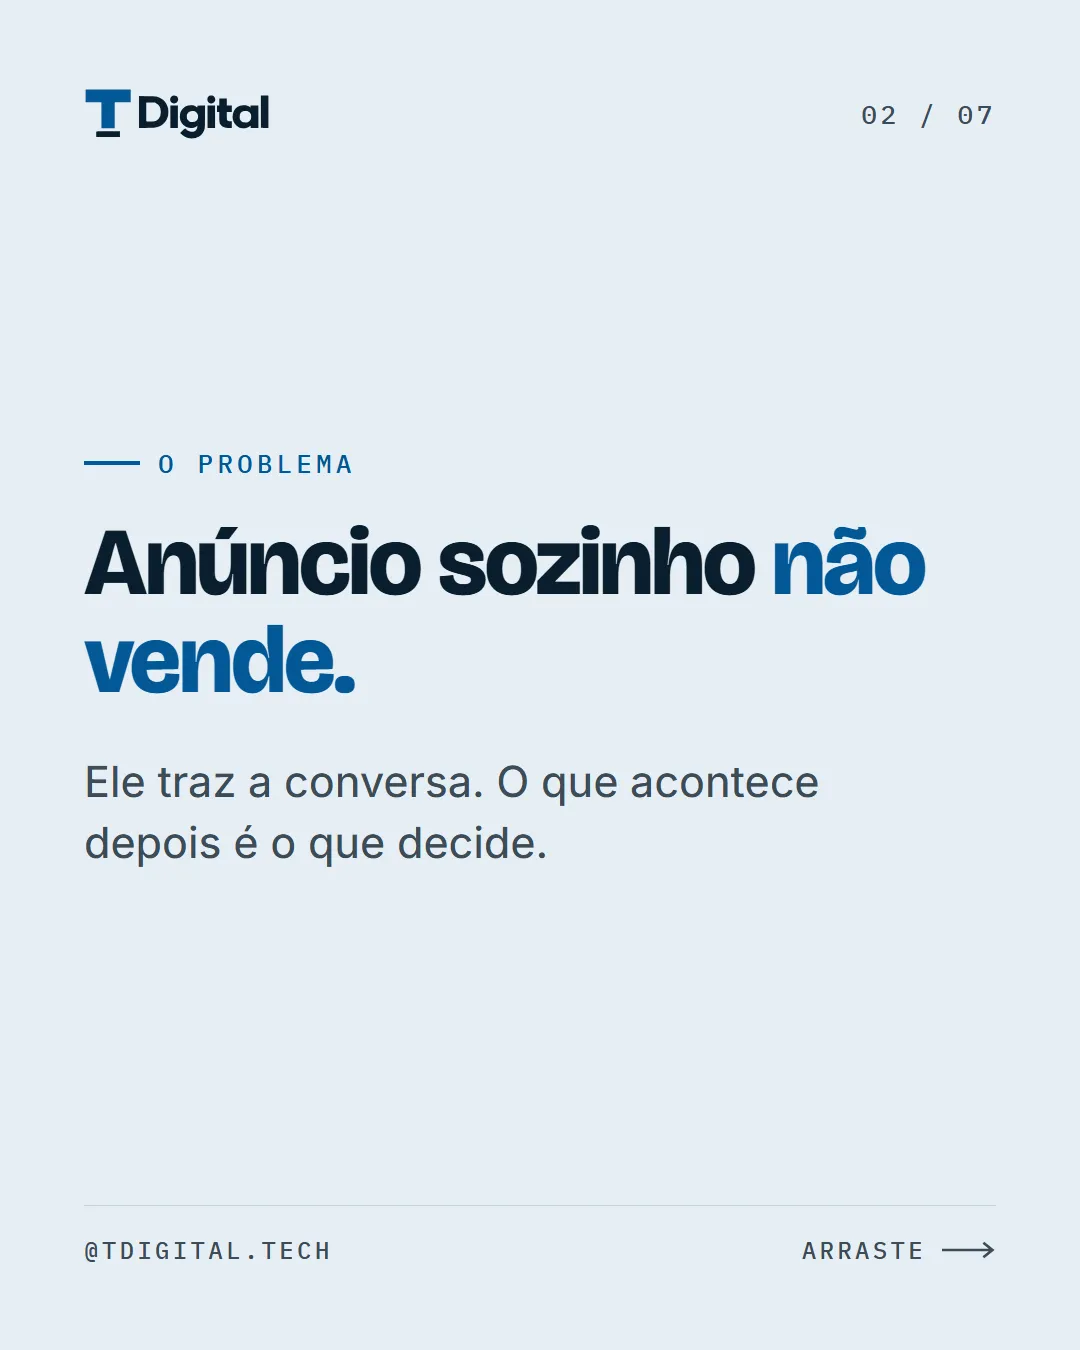 T Digital
02 / 07
O PROBLEMA
Anúncio sozinho não
vende.
Ele traz a conversa. O que acontece
depois é o que decide.
@TDIGITAL.TECH
ARRASTE